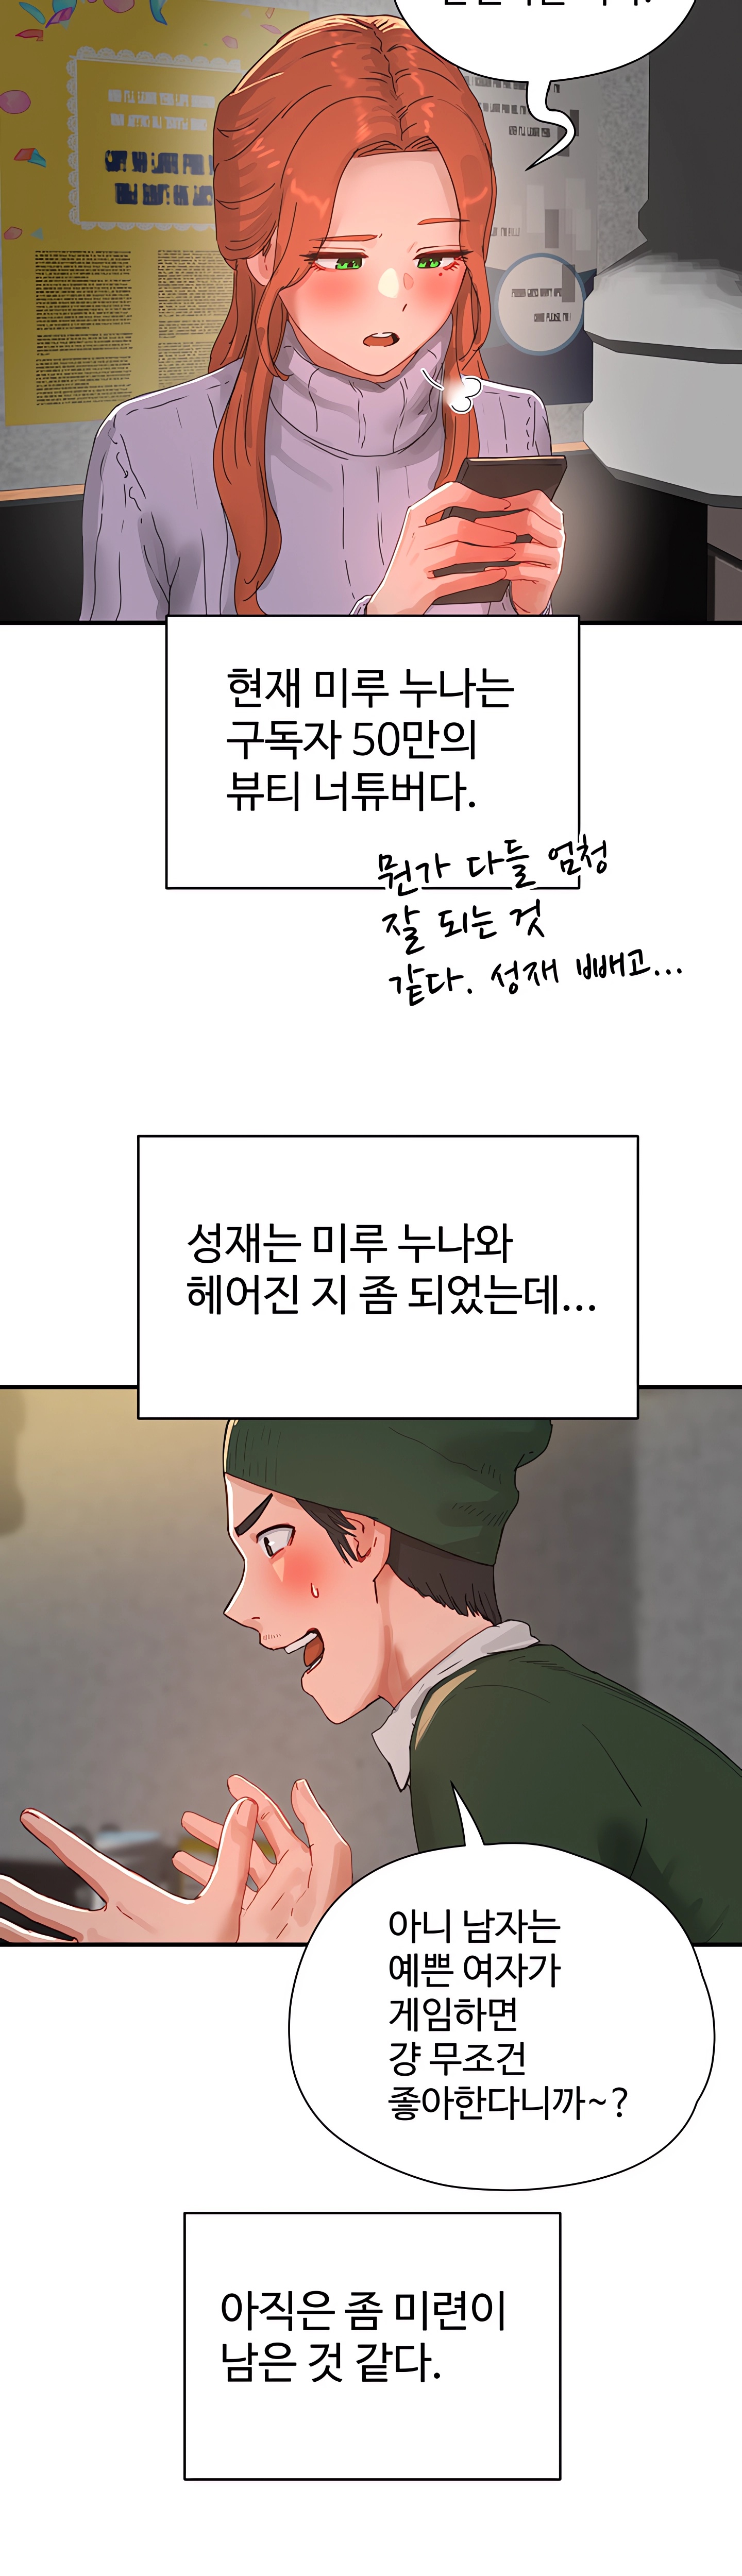 현재 미루 누나는
구독자 50만의
뷰티 너튜버다.
뭔가 다들 엄청
잘 되는 것
같다. 성재 빼고...
성재는 미루 누나와
헤어진 지 좀 되었는데...
아니 남자는
예쁜 여자가
게임하면
걍 무조건
좋아한다니까~?
아직은 좀 미련이
남은 것 같다.